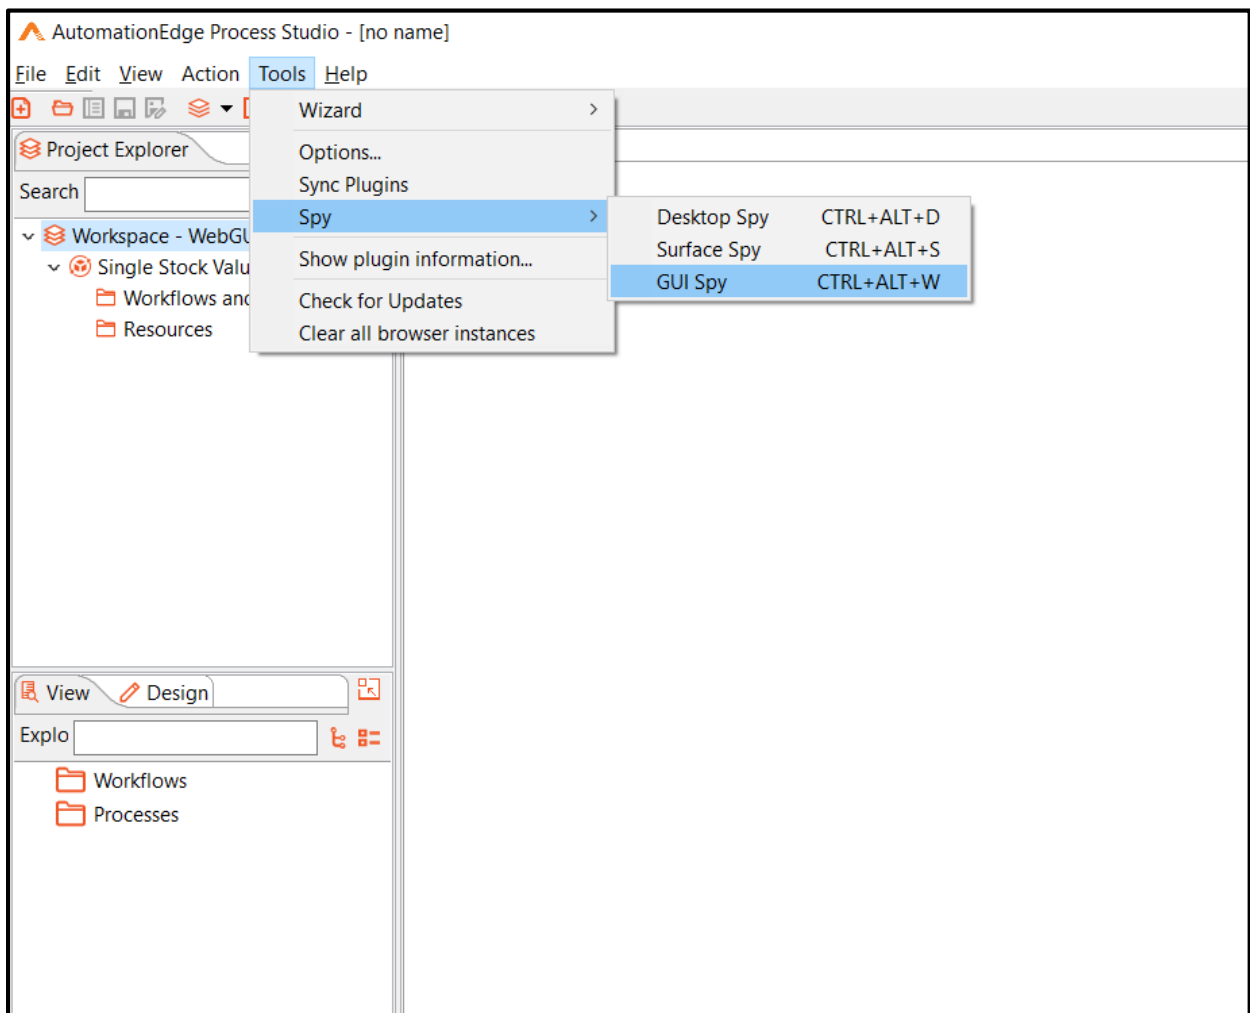 AutomationEdge Process Studio - [no name]
File Edit View Action Tools Help
Wizard
Project Explorer
Options...
Search
Sync Plugins
Spy
Desktop Spy CTRL+ALT+D
Workspace - WebGU
Surface Spy CTRL+ALT+S
Single Stock Valu
Show plugin information...
GUI Spy CTRL+ALT+W
Workflows and
Check for Updates
Resources
Clear all browser instances
View Design
Explo
Workflows
Processes